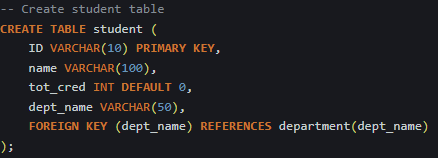 -- Create student table
CREATE TABLE student (
    ID VARCHAR(10) PRIMARY KEY,
    name VARCHAR(100),
    tot_cred INT DEFAULT 0,
    dept_name VARCHAR(50),
    FOREIGN KEY (dept_name) REFERENCES department(dept_name)
);